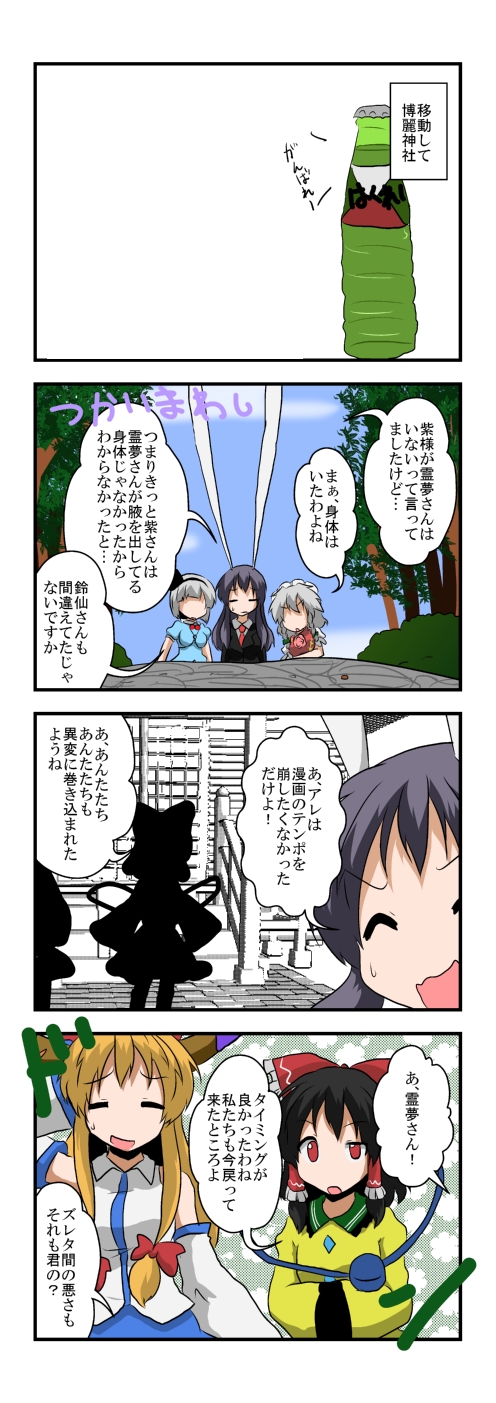 移動して
博麗神社
はくれい
がんばれー
つかいまわし
紫様が霊夢さんは
いないって言って
ましたけど…
まぁ、身体は
いたわよね
つまりきっと紫さんは
霊夢さんが腋を出してる
身体じゃなかったから
わからなかったと…
鈴仙さんも
間違えてたじゃ
ないですか
あ、アレは
漫画のテンポを
崩したくなかった
だけよ！
あ、あんたたち
あんたたちも
異変に巻き込まれた
ようね
あ、霊夢さん！
タイミングが
良かったわね
私たちも今戻って
来たところよ
ズレタ間の悪さも
それも君の？
ドーン